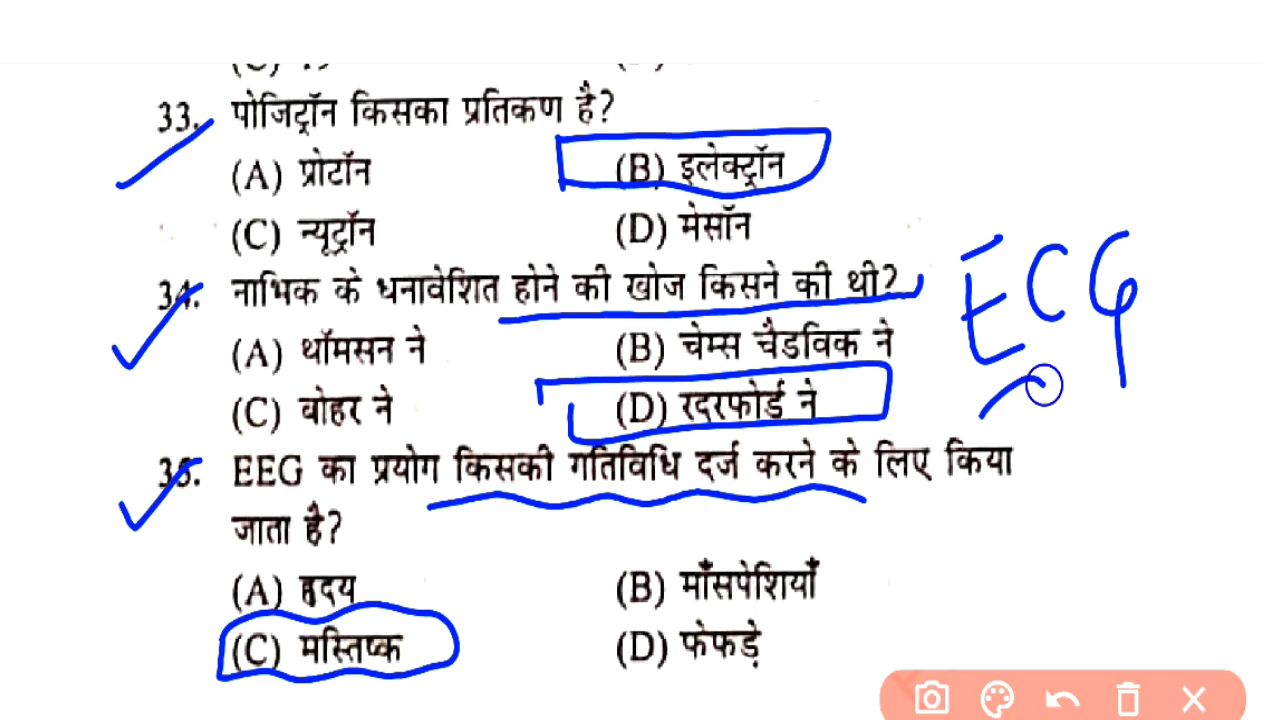 33. पोजिट्रॉन किसका प्रतिकण है?
(A) प्रोटॉन (B) इलेक्ट्रॉन
(C) न्यूट्रॉन (D) मेसॉन
34. नाभिक के धनावेशित होने की खोज किसने की थी?
(A) थॉमसन ने (B) चेम्स चैडविक ने
(C) बोहर ने (D) रदरफोर्ड ने
ECG
35. EEG का प्रयोग किसकी गतिविधि दर्ज करने के लिए किया
जाता है?
(A) हृदय (B) माँसपेशियाँ
(C) मस्तिष्क (D) फेफड़े